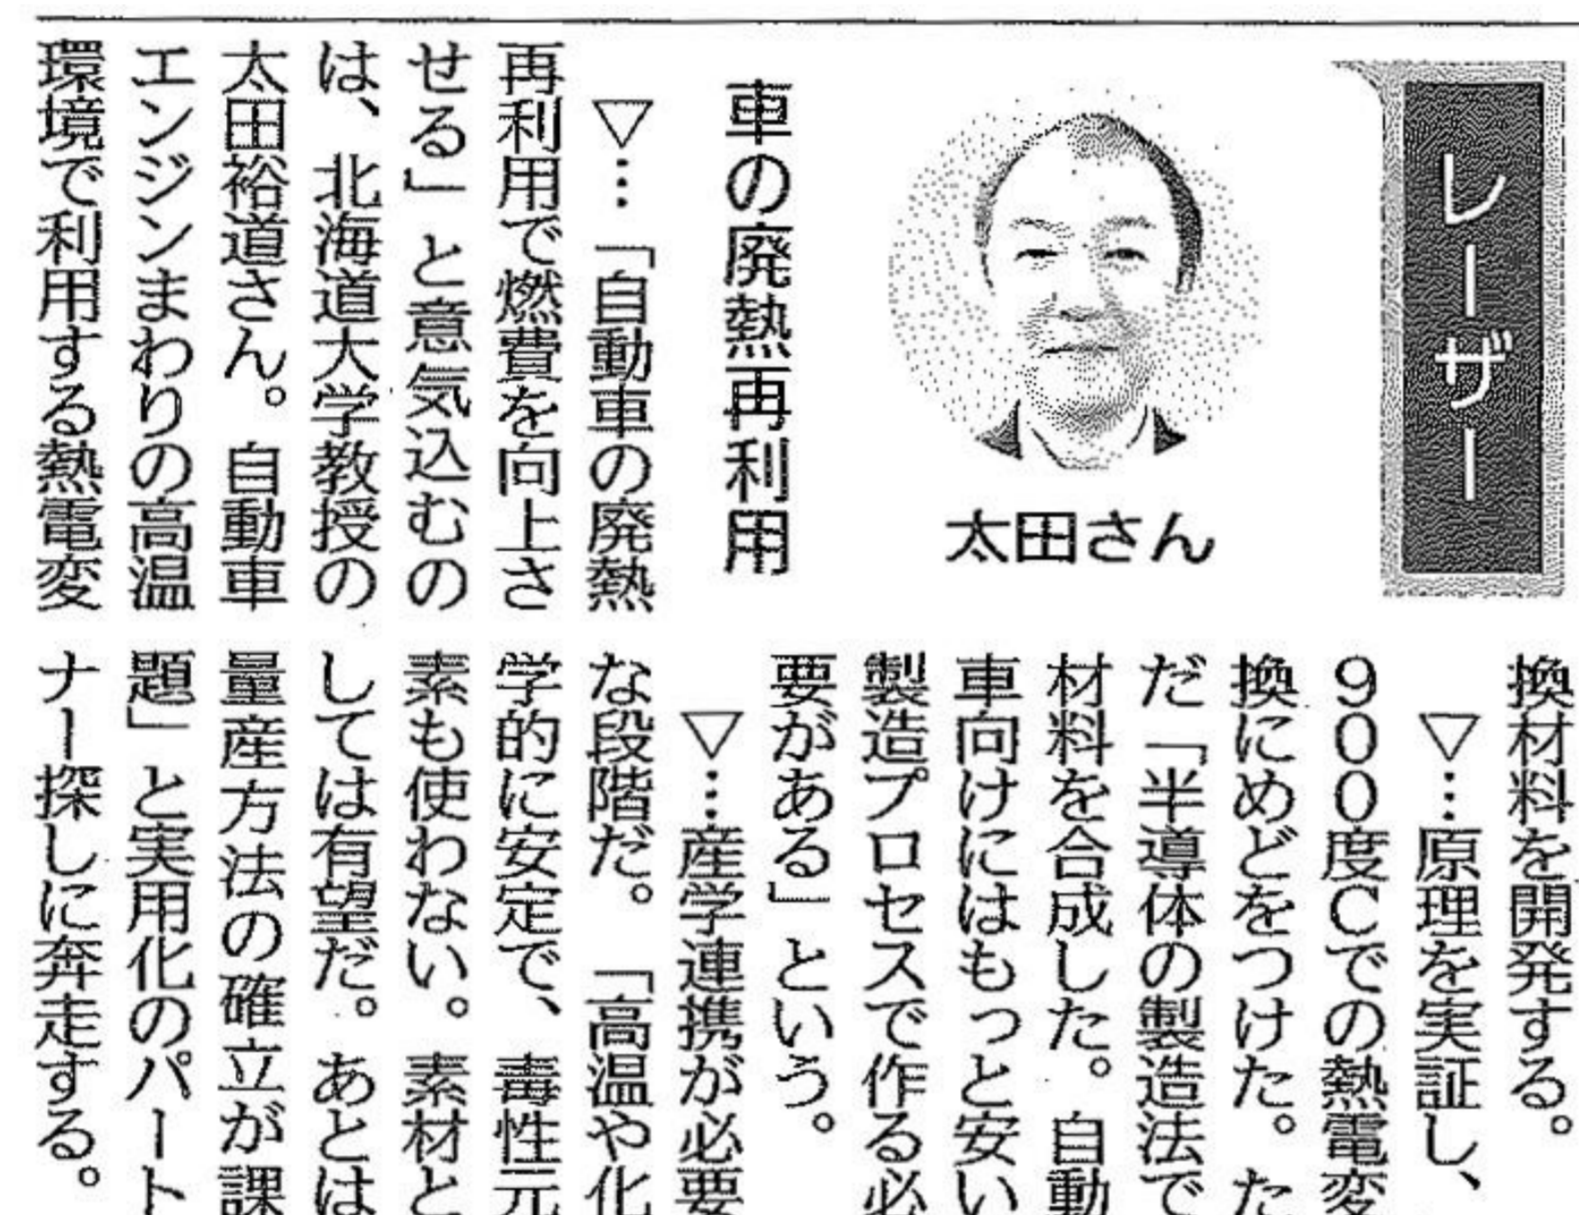 レーザー
太田さん
車の廃熱再利用
▽…「自動車の廃熱
再利用で燃費を向上さ
せる」と意気込むの
は、北海道大学教授の
太田裕道さん。自動車
エンジンまわりの高温
環境で利用する熱電変
換材料を開発する。
▽…原理を実証し、
900度Cでの熱電変
換にめどをつけた。た
だ「半導体の製造法で
材料を合成した。自動
車向けにはもっと安い
製造プロセスで作る必
要がある」という。
▽…産学連携が必要
な段階だ。「高温や化
学的に安定で、毒性元
素も使わない。素材と
しては有望だ。あとは
量産方法の確立が課
題」と実用化のパート
ナー探しに奔走する。